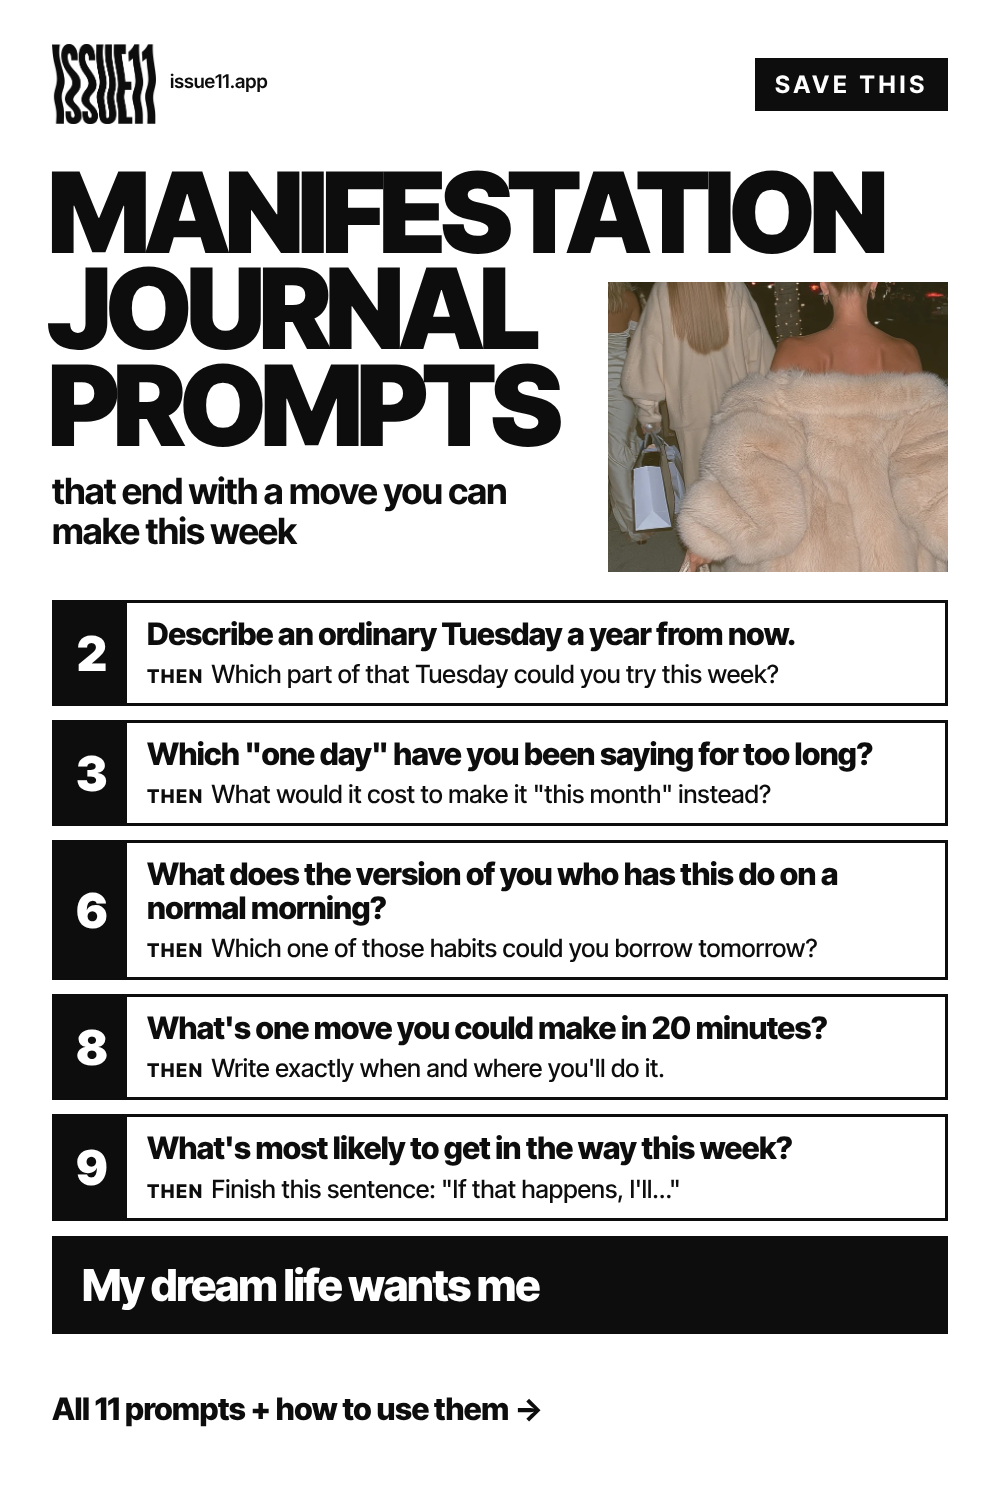 ISSUE11
issue11.app
SAVE THIS
MANIFESTATION
JOURNAL
PROMPTS
that end with a move you can
make this week
2
Describe an ordinary Tuesday a year from now.
THEN Which part of that Tuesday could you try this week?
3
Which "one day" have you been saying for too long?
THEN What would it cost to make it "this month" instead?
6
What does the version of you who has this do on a
normal morning?
THEN Which one of those habits could you borrow tomorrow?
8
What's one move you could make in 20 minutes?
THEN Write exactly when and where you'll do it.
9
What's most likely to get in the way this week?
THEN Finish this sentence: "If that happens, I'll..."
My dream life wants me
All 11 prompts + how to use them →